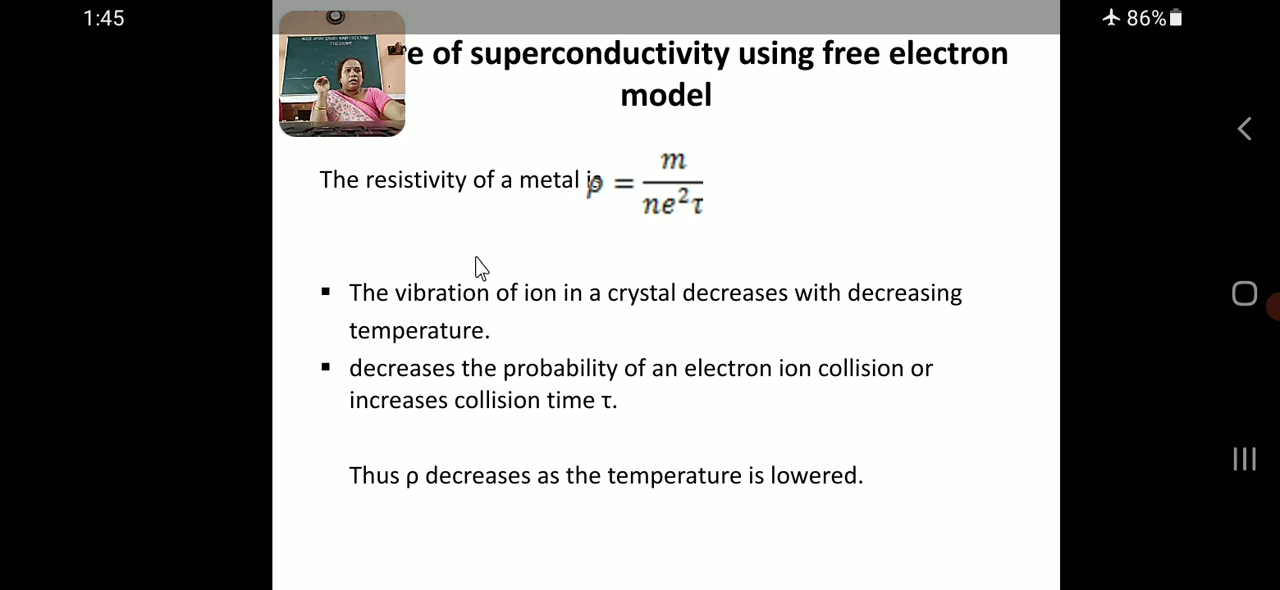 1:45
86%
e of superconductivity using free electron
model
The resistivity of a metal is ρ = m / ne²τ
▪ The vibration of ion in a crystal decreases with decreasing
temperature.
▪ decreases the probability of an electron ion collision or
increases collision time τ.
Thus ρ decreases as the temperature is lowered.